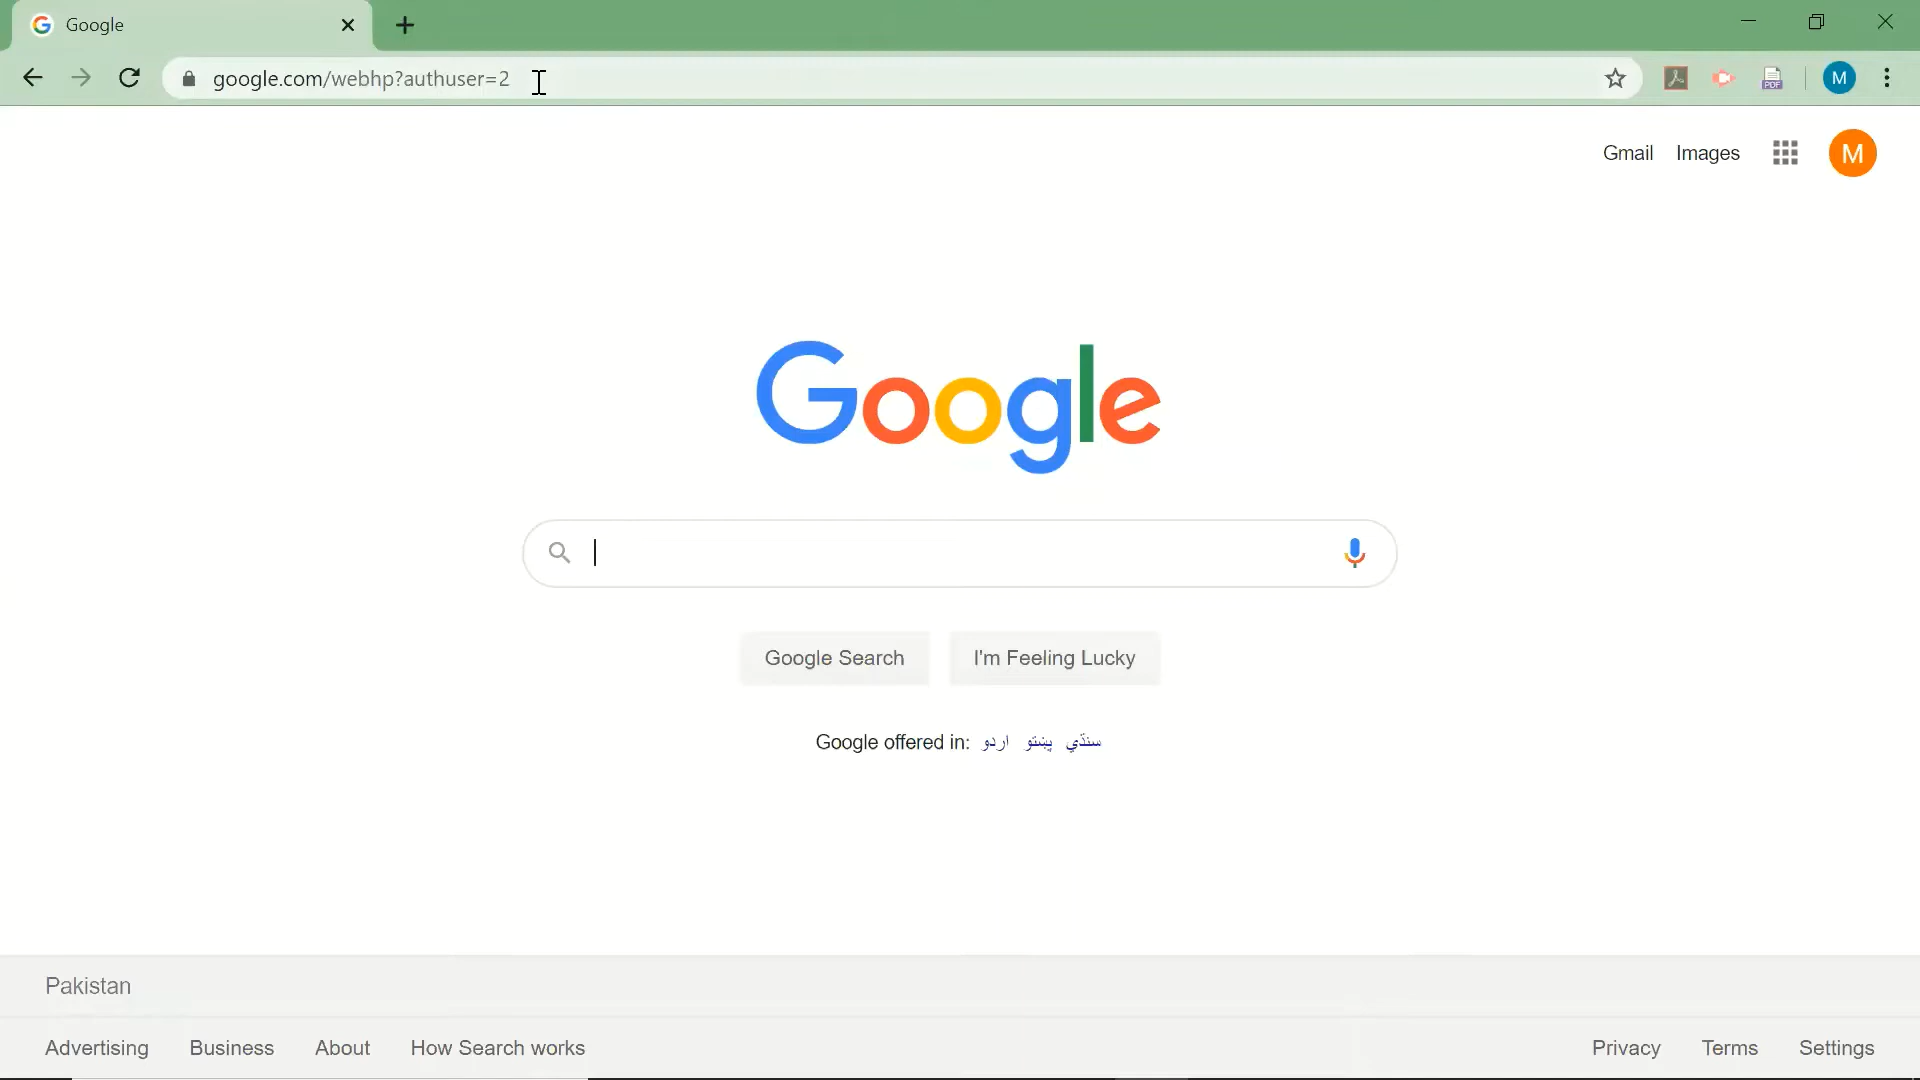 Google
google.com/webhp?authuser=2
M
Gmail Images M
Google
Google Search I'm Feeling Lucky
Google offered in: اردو پښتو سنڌي
Pakistan
Advertising Business About How Search works Privacy Terms Settings